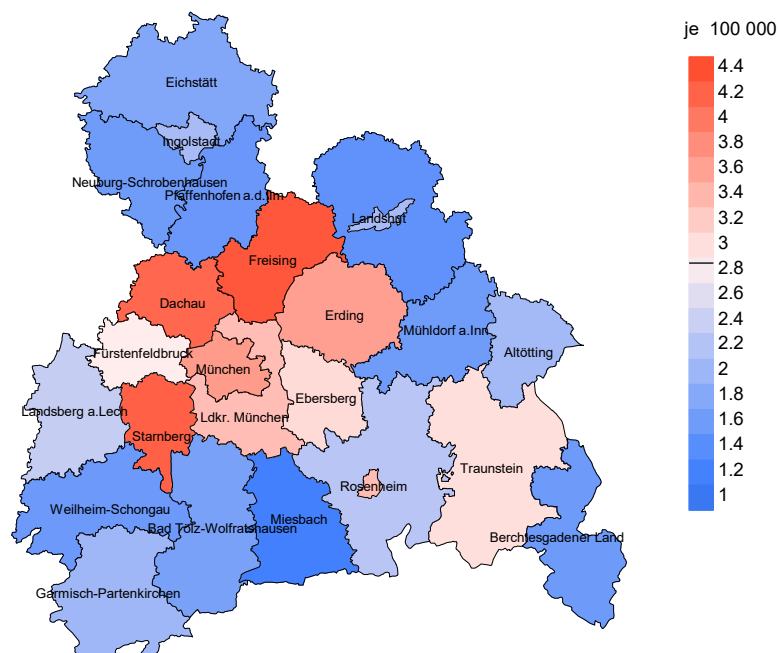 je 100 000
4.4
4.2
4
3.8
3.6
3.4
3.2
3
2.8
2.6
2.4
2.2
2
1.8
1.6
1.4
1.2
1
Eichstätt
Ingolstadt
Neuburg-Schrobenhausen
Pfaffenhofen a.d.Ilm
Landshut
Freising
Dachau
Erding
Mühldorf a.Inn
Fürstenfeldbruck
Altötting
München
Ebersberg
Landsberg a.Lech
Ldkr. München
Starnberg
Traunstein
Rosenheim
Weilheim-Schongau
Miesbach
Bad Tölz-Wolfratshausen
Berchtesgadener Land
Garmisch-Partenkirchen